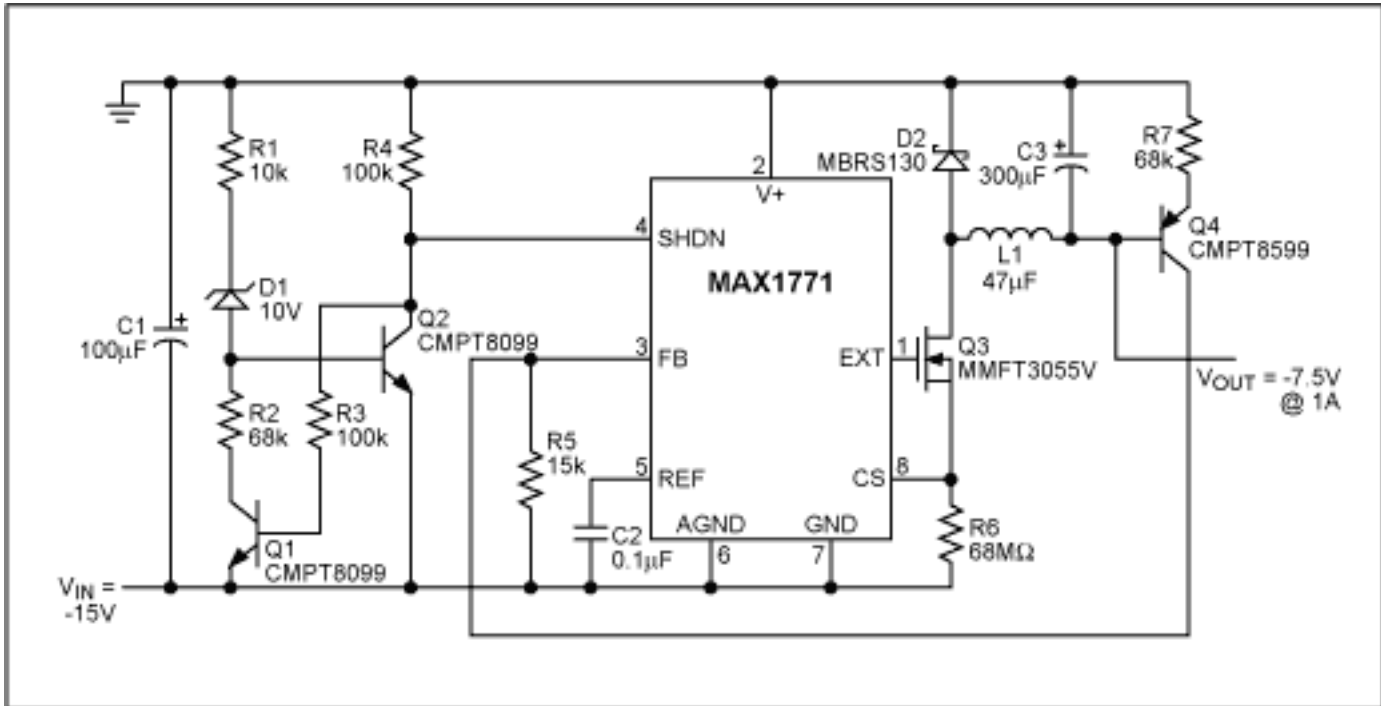 R1
10k
R4
100k
2
V+
D2
MBRS130
C3
+
300µF
R7
68k
4
SHDN
MAX1771
L1
47µF
Q4
CMPT8599
D1
10V
C1
+
100µF
Q2
CMPT8099
3
FB
EXT
1
Q3
MMFT3055V
VOUT = -7.5V
@ 1A
R2
68k
R3
100k
R5
15k
5
REF
CS
8
AGND
GND
6
7
C2
0.1µF
R6
68MΩ
Q1
CMPT8099
VIN =
-15V